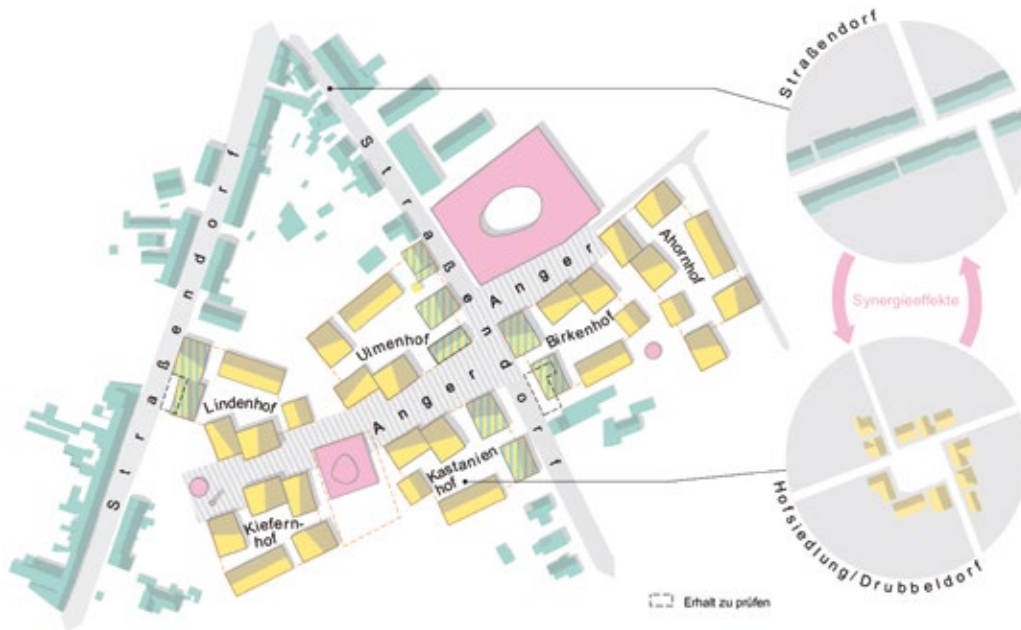 Straßendorf
Straßendorf
Straßendorf
Anger
Ahornhof
Birkenhof
Ulmenhof
Anger
Lindenhof
Kastanien
hof
Kiefern-
hof
Synergieeffekte
Hofsiedlung/Drubbeldorf
Erhalt zu prüfen